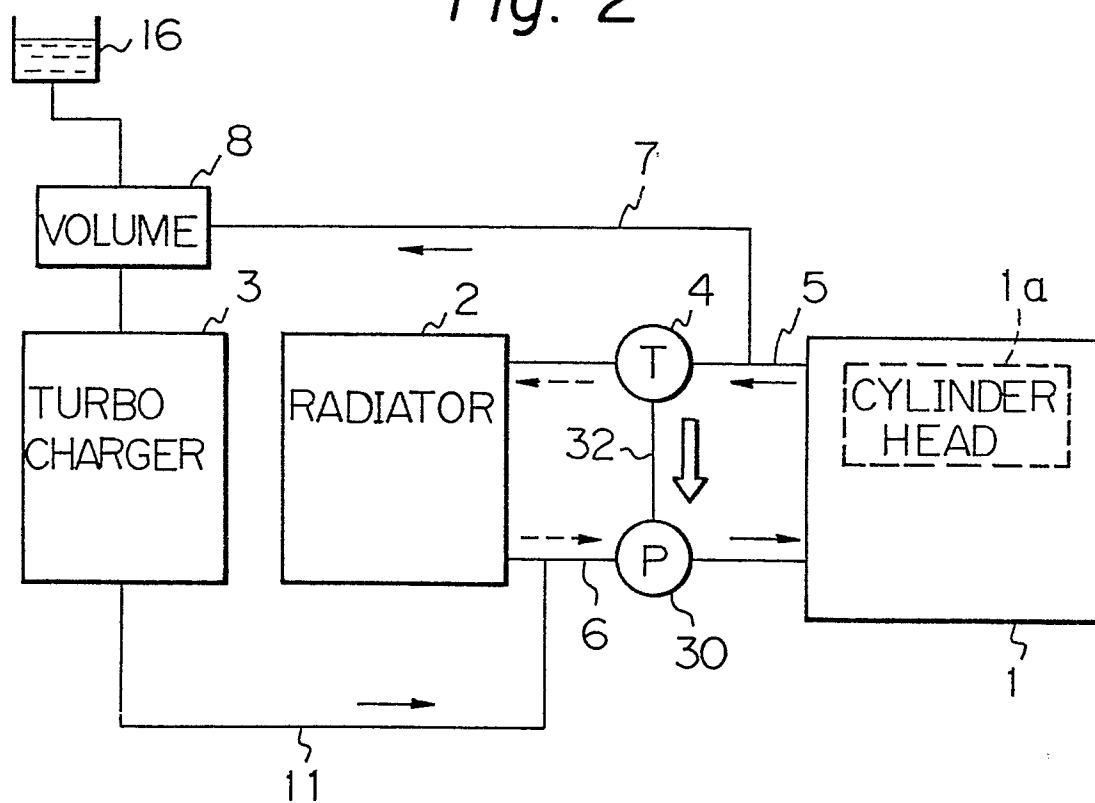 Fig. 2
16
8
7
VOLUME
3
2
4
5
1a
TURBO
CHARGER
RADIATOR
T
CYLINDER
HEAD
32
P
6
30
1
11